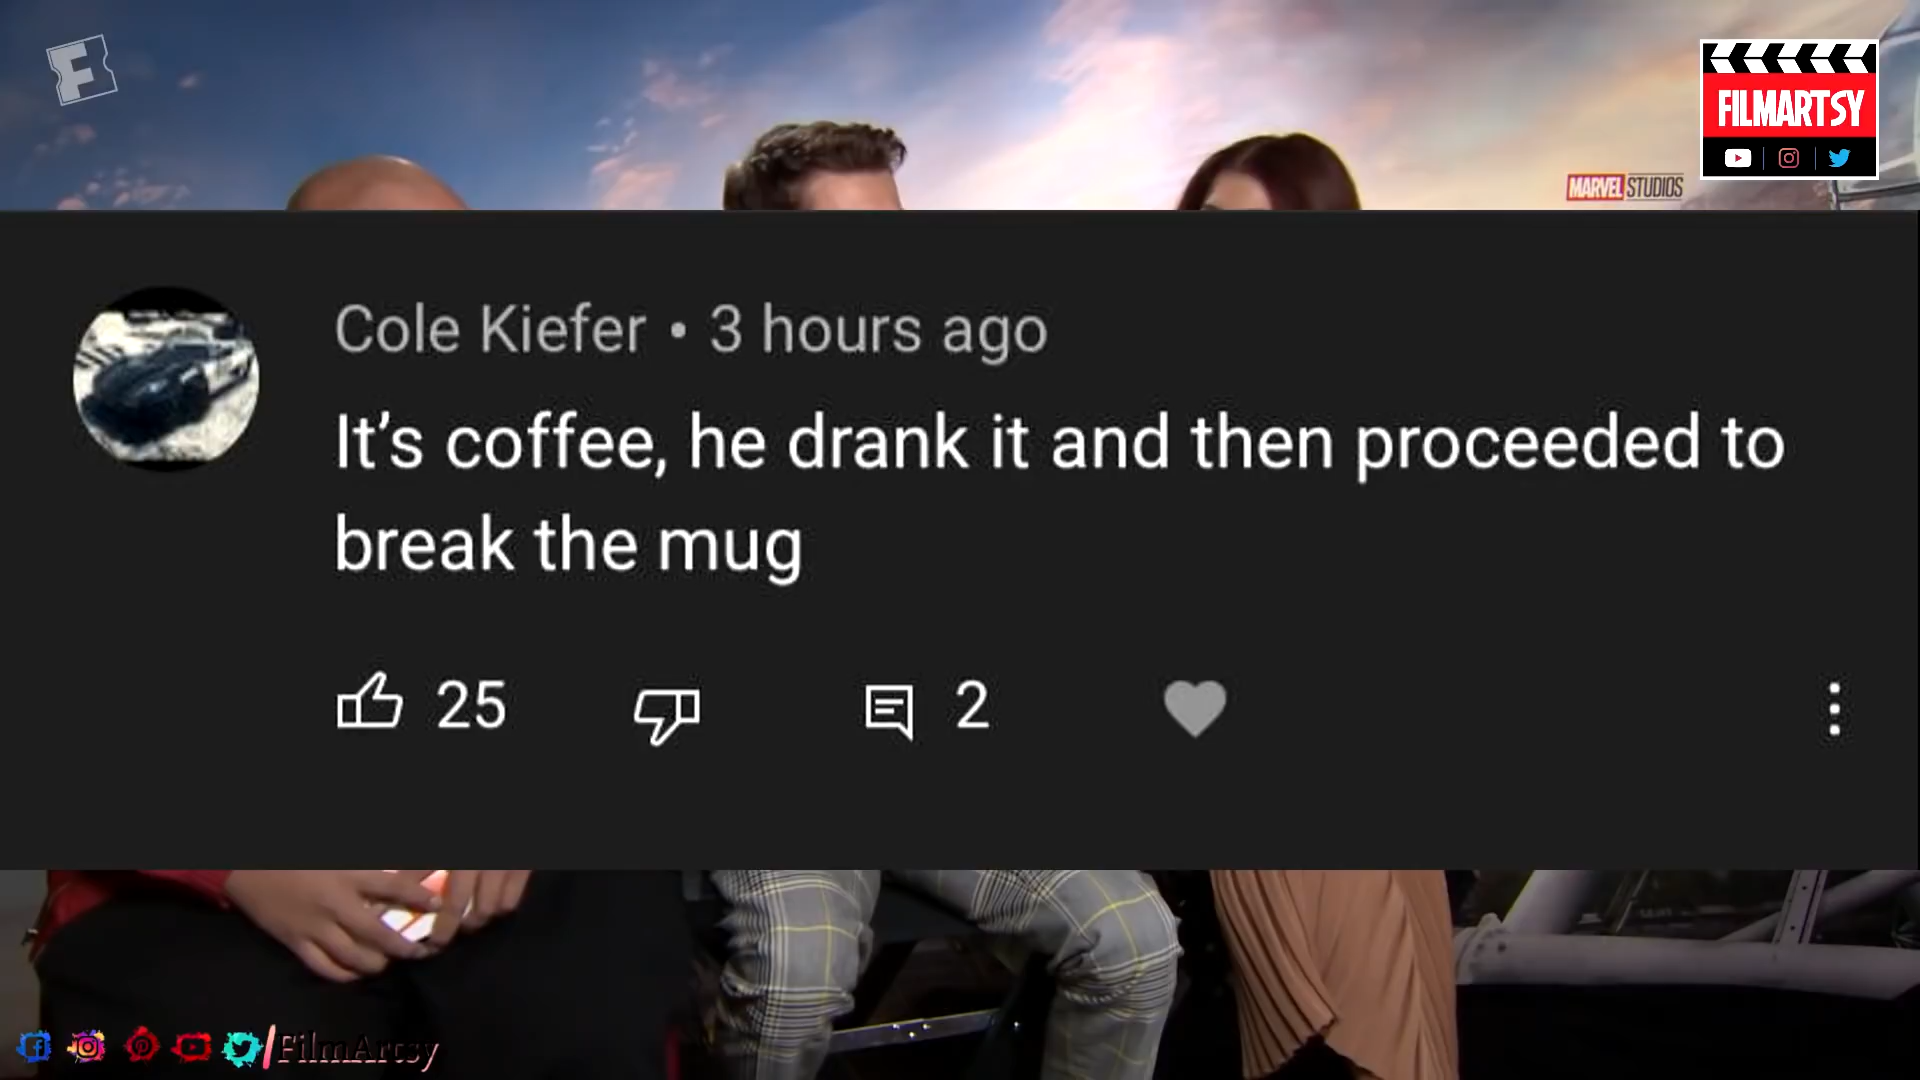 F
FILMARTSY
MARVEL STUDIOS
Cole Kiefer • 3 hours ago
It’s coffee, he drank it and then proceeded to
break the mug
25
2
/FilmArtsy